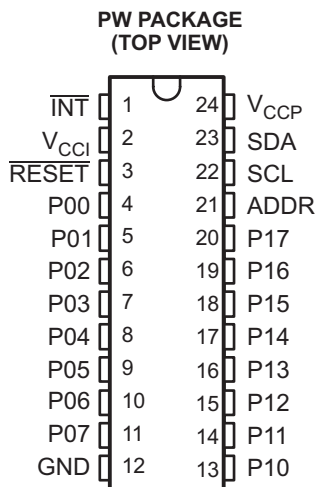 PW PACKAGE
(TOP VIEW)
INT 1 24 VCCP
VCCI 2 23 SDA
RESET 3 22 SCL
P00 4 21 ADDR
P01 5 20 P17
P02 6 19 P16
P03 7 18 P15
P04 8 17 P14
P05 9 16 P13
P06 10 15 P12
P07 11 14 P11
GND 12 13 P10